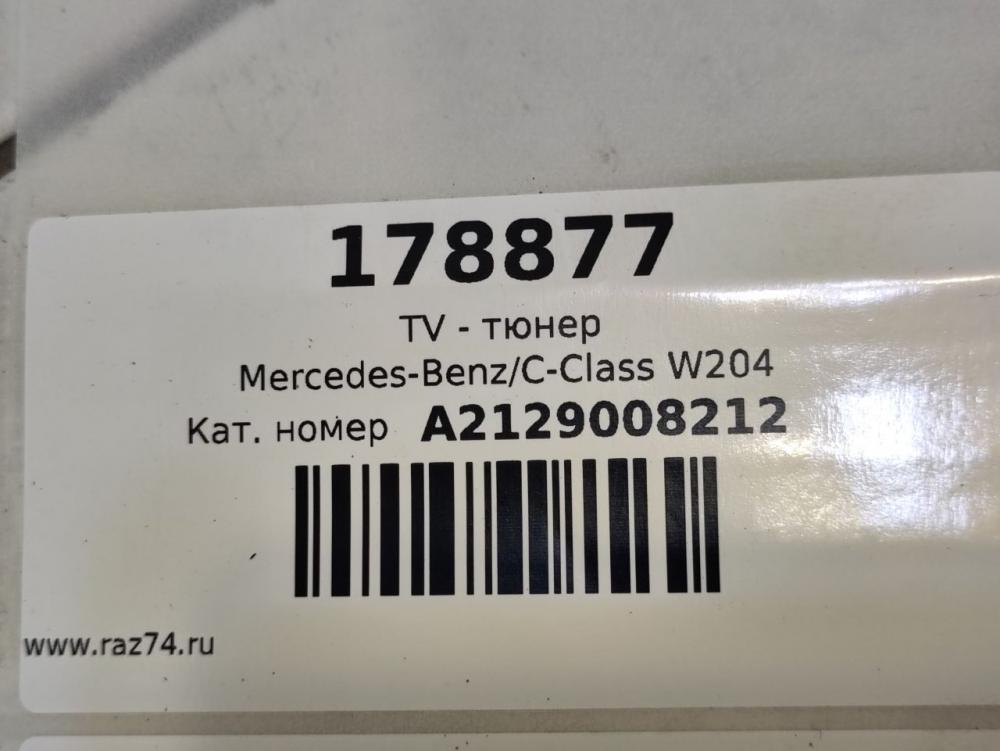 178877
TV - тюнер
Mercedes-Benz/C-Class W204
Кат. номер A2129008212
www.raz74.ru